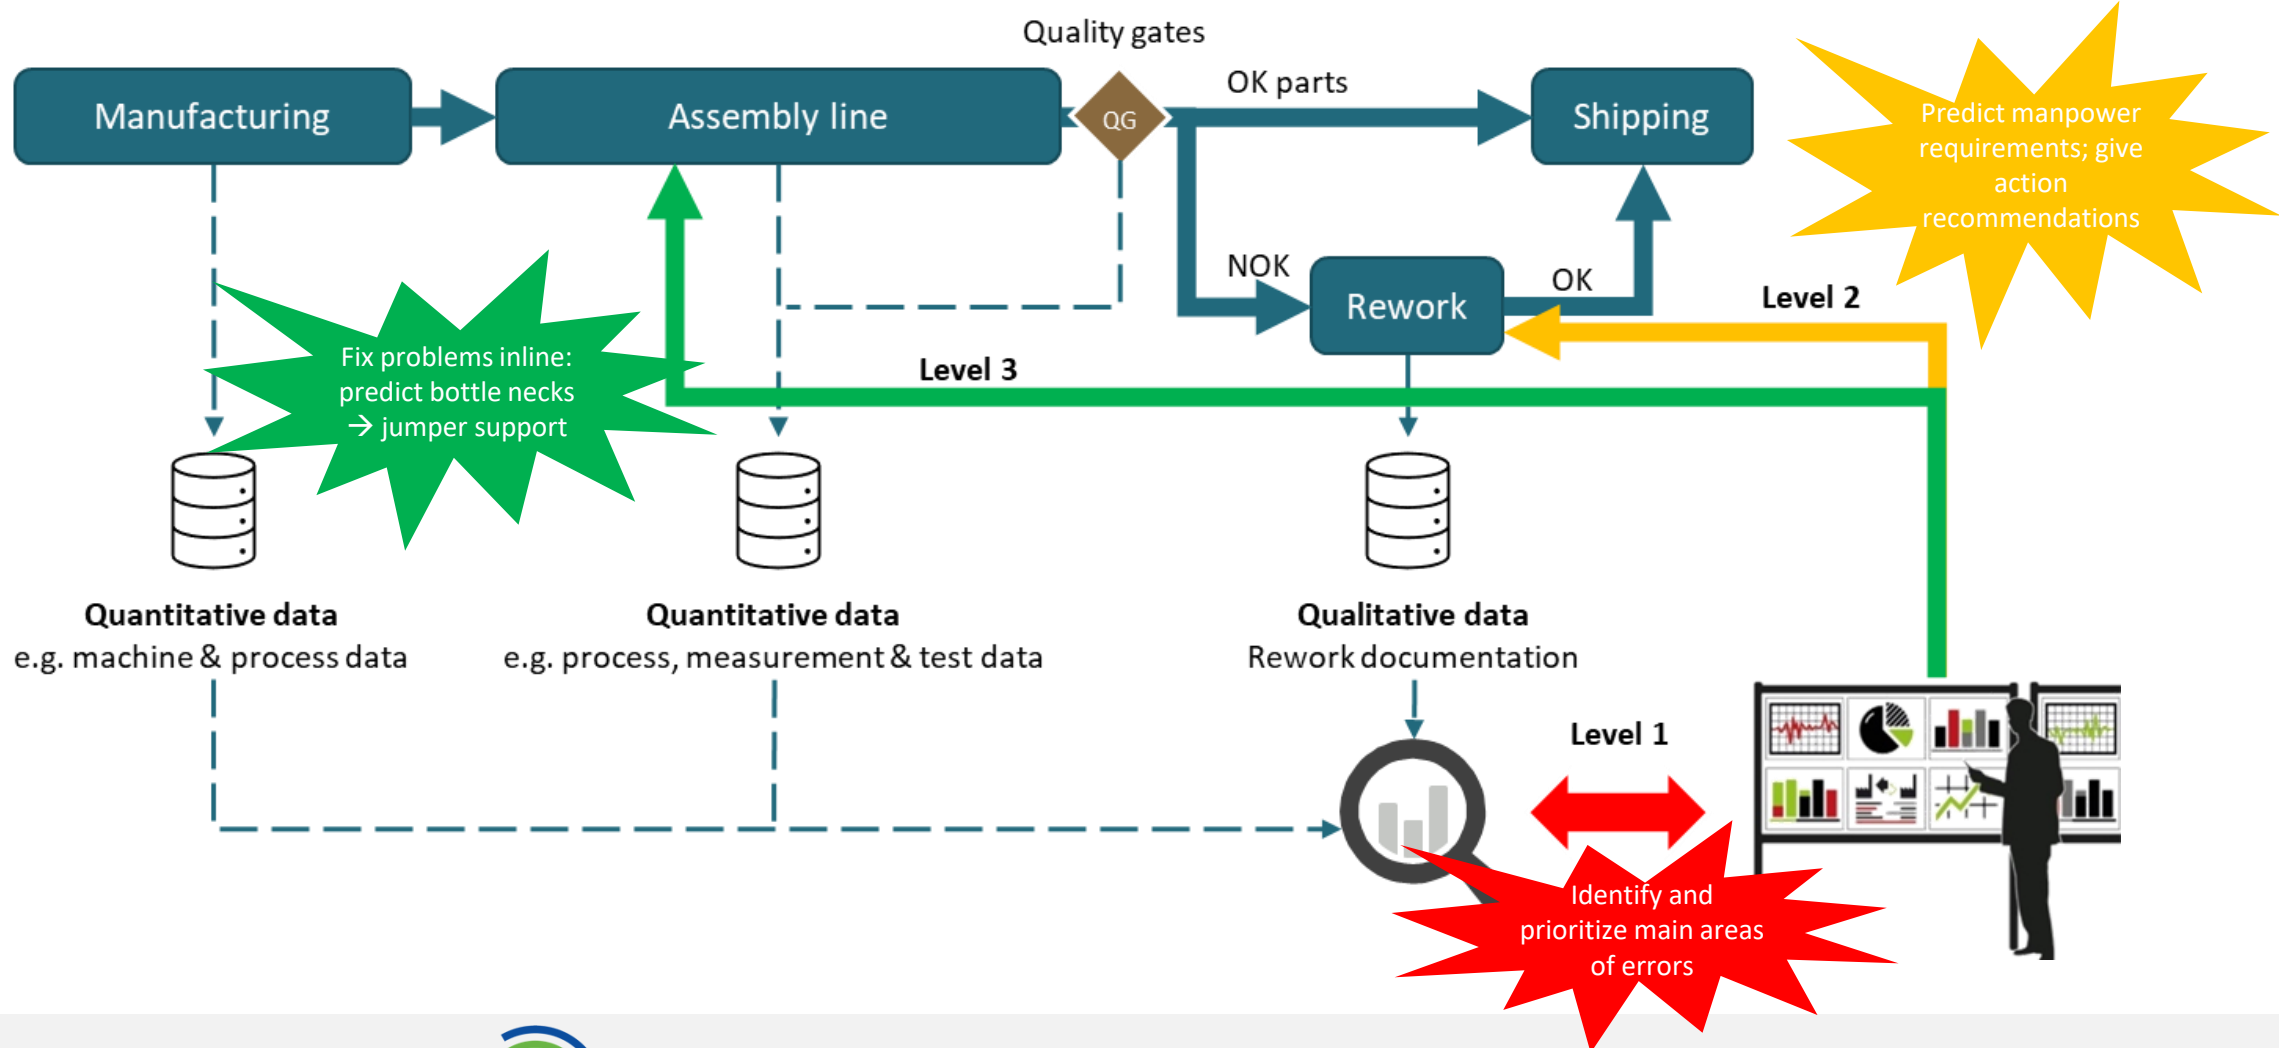 Quality gates
Manufacturing
Assembly line
QG
OK parts
Shipping
Predict manpower
requirements; give
action
recommendations
NOK
Rework
OK
Level 2
Fix problems inline:
predict bottle necks
→ jumper support
Level 3
Quantitative data
e.g. machine & process data
Quantitative data
e.g. process, measurement & test data
Qualitative data
Rework documentation
Level 1
Identify and
prioritize main areas
of errors